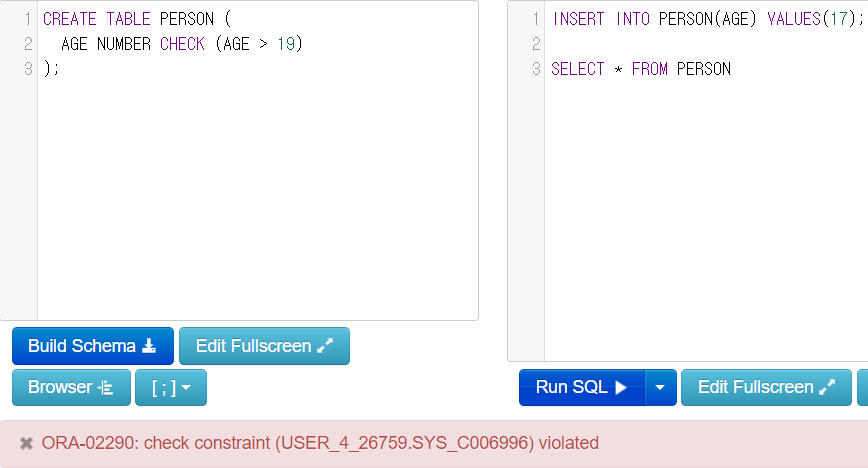 1 CREATE TABLE PERSON (
2 AGE NUMBER CHECK (AGE > 19)
3 );
1 INSERT INTO PERSON(AGE) VALUES(17);
2
3 SELECT * FROM PERSON
Build Schema
Edit Fullscreen
Browser
[ ; ]
Run SQL
Edit Fullscreen
ORA-02290: check constraint (USER_4_26759.SYS_C006996) violated